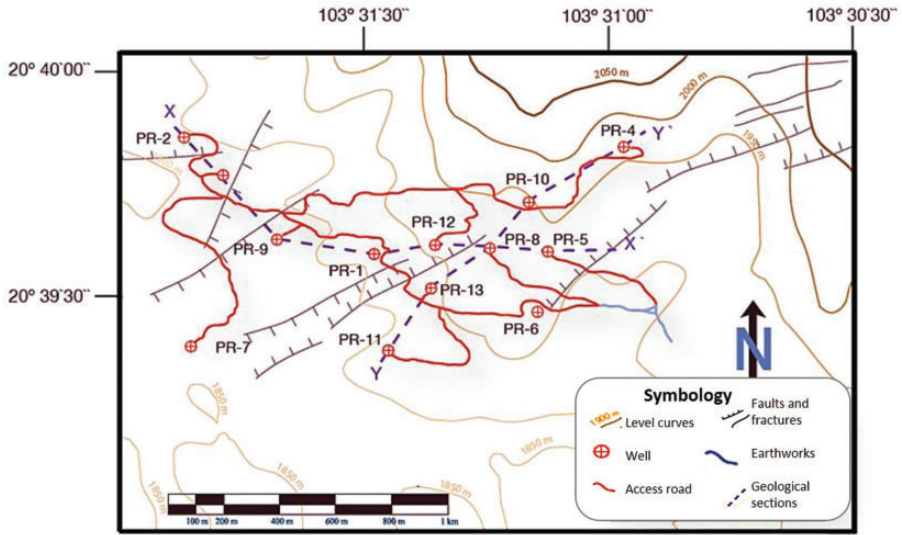 103° 31´30´´
103° 31´00´´
103° 30´30´´
20° 40´00´´
20° 39´30´´
2050 m
2000 m
1950 m
X
PR-2
PR-4
Y`
PR-10
PR-12
PR-9
PR-8
PR-5
X`
PR-1
PR-13
PR-6
PR-7
PR-11
Y
N
1850 m
1850 m
1850 m
1850 m
1850 m
100 m 200 m 400 m 600 m 800 m 1 km
Symbology
1900 m
Level curves
Faults and
fractures
Well
Earthworks
Access road
Geological
sections